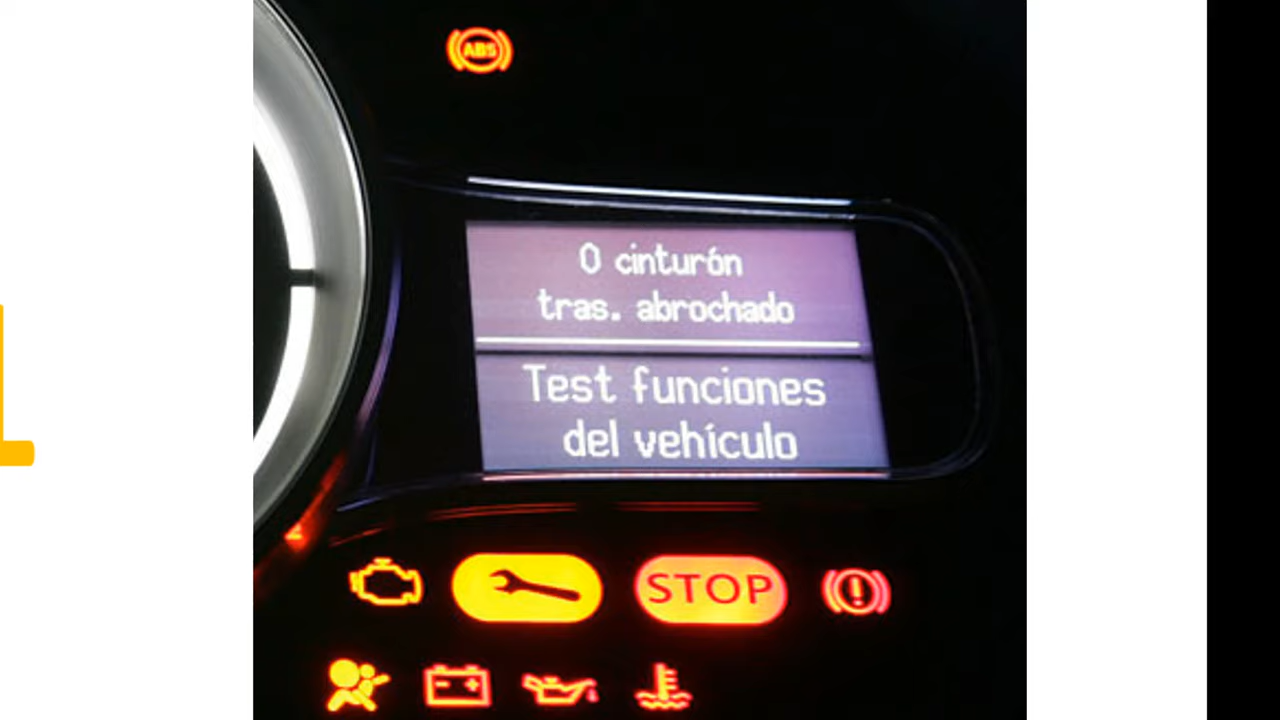 ABS
0 cinturón
tras. abrochado
Test funciones
del vehículo
STOP